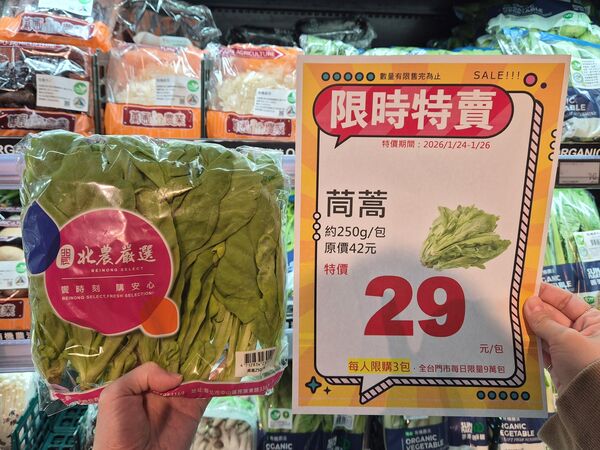 數量有限售完為止
SALE!!!
限時特賣
特價期間：2026/1/24-1/26
茼蒿
約250g/包
原價42元
特價
29
元/包
每人限購3包，全台門市每日限量9萬包
北農嚴選
BEINONG SELECT
饗時刻 購安心
BEINONG SELECT,FRESH SELECTION!
AGRICULTURE
ORGANIC
VEGETABLE
ORGANIC
VEGETABLE